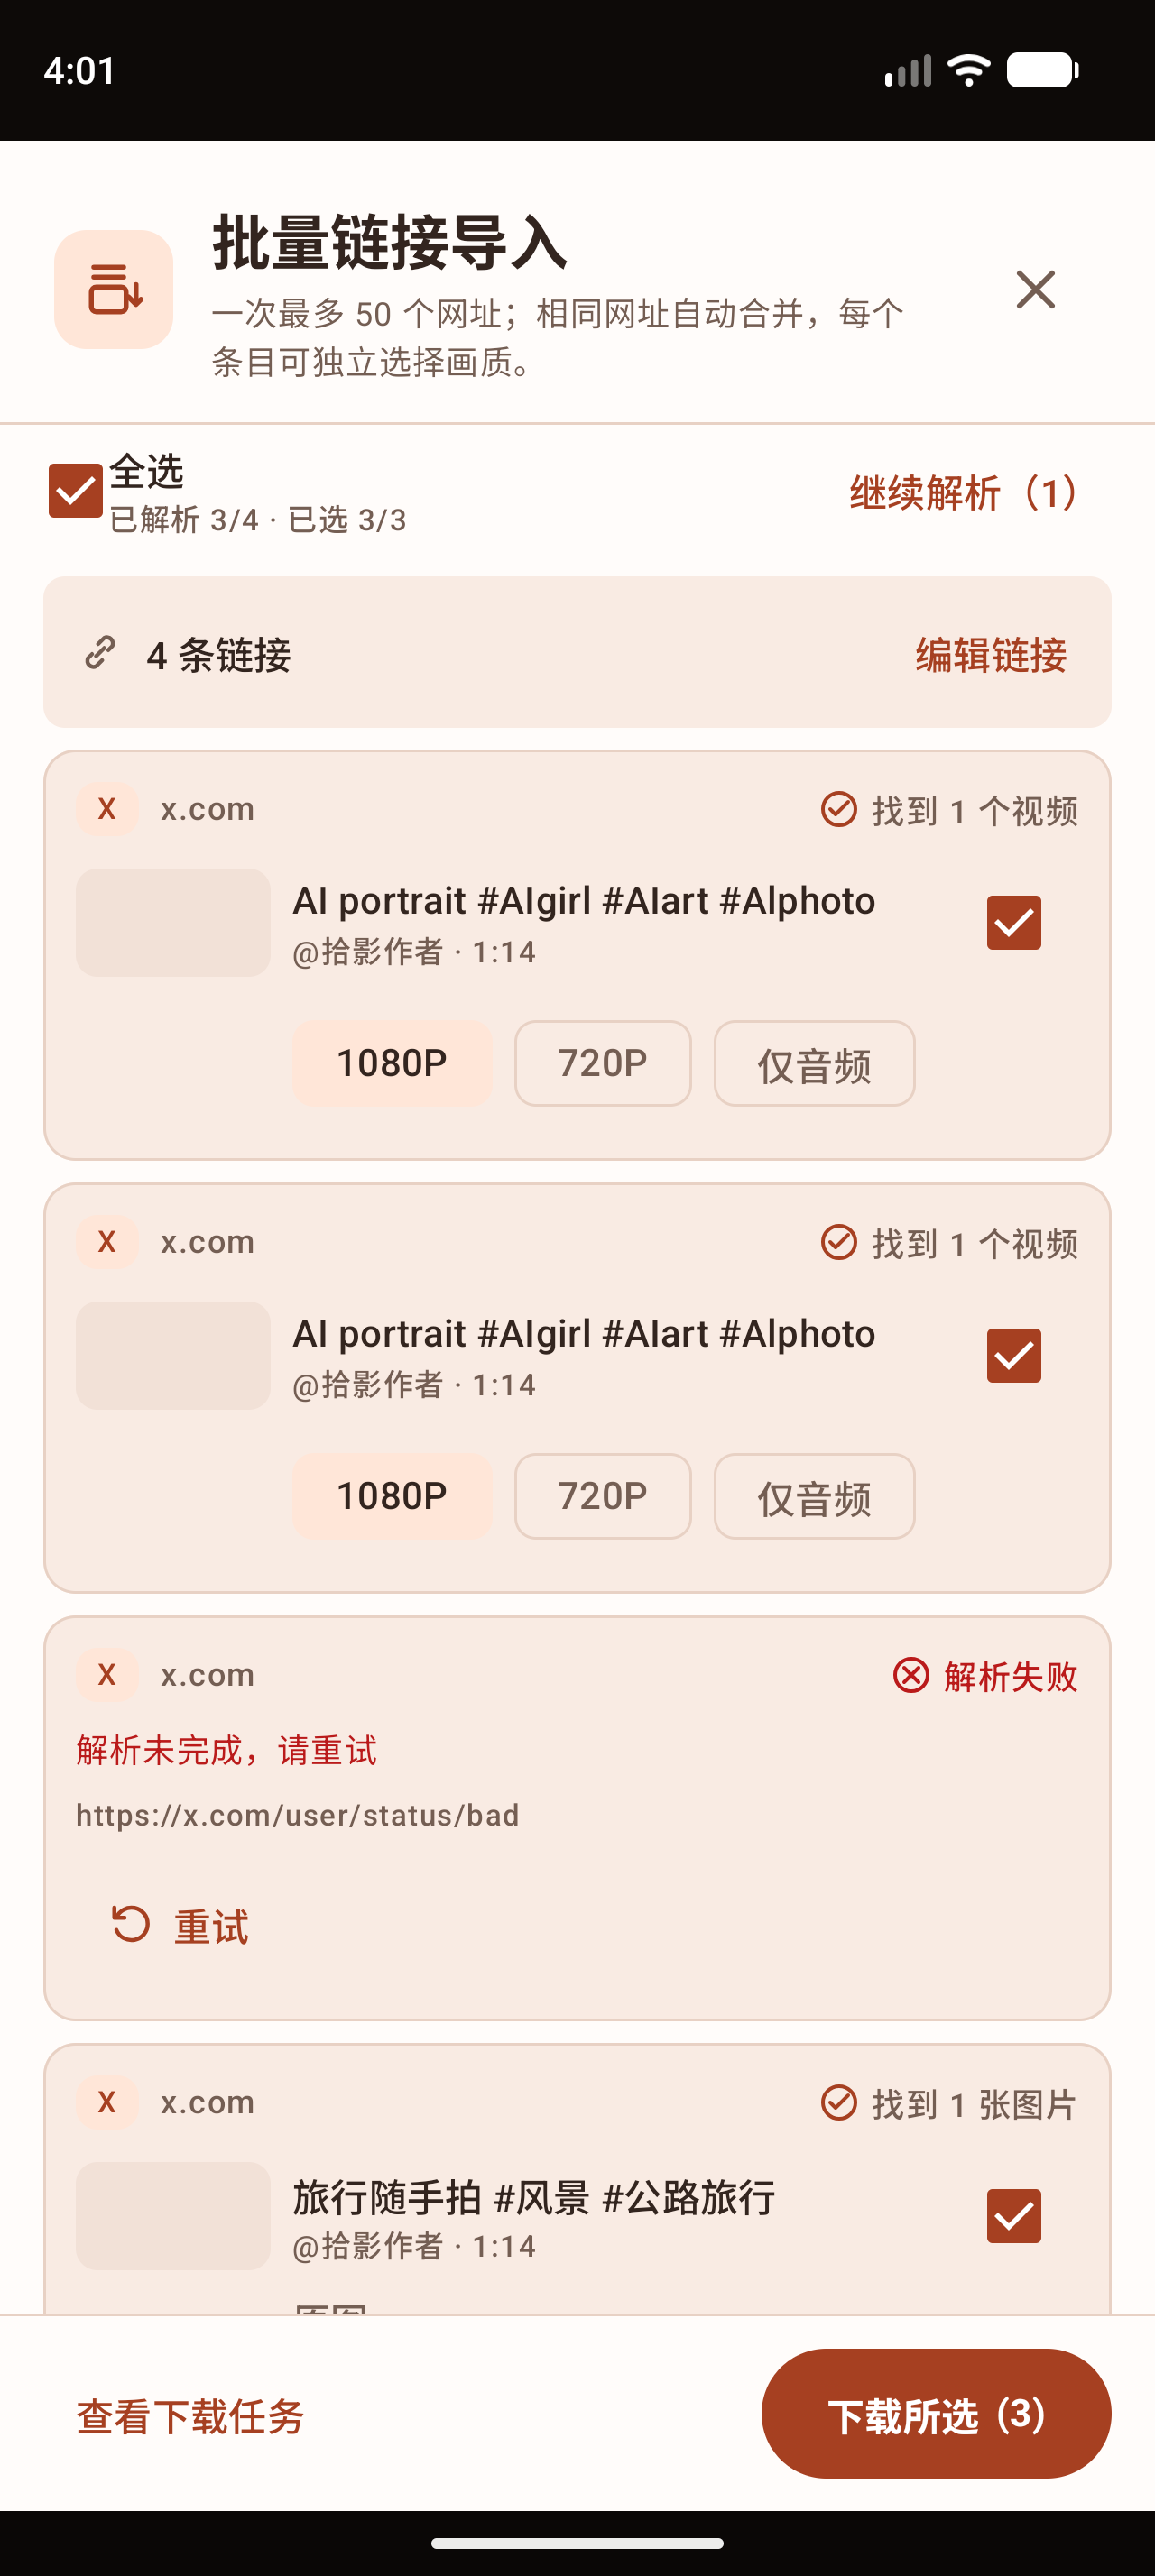 4:01
批量链接导入
一次最多 50 个网址；相同网址自动合并，每个
条目可独立选择画质。
全选
已解析 3/4 · 已选 3/3
继续解析（1）
4 条链接
编辑链接
X
x.com
找到 1 个视频
AI portrait #AIgirl #AIart #AIphoto
@拾影作者 · 1:14
1080P
720P
仅音频
X
x.com
找到 1 个视频
AI portrait #AIgirl #AIart #AIphoto
@拾影作者 · 1:14
1080P
720P
仅音频
X
x.com
解析失败
解析未完成，请重试
https://x.com/user/status/bad
重试
X
x.com
找到 1 张图片
旅行随手拍 #风景 #公路旅行
@拾影作者 · 1:14
查看下载任务
下载所选 (3)